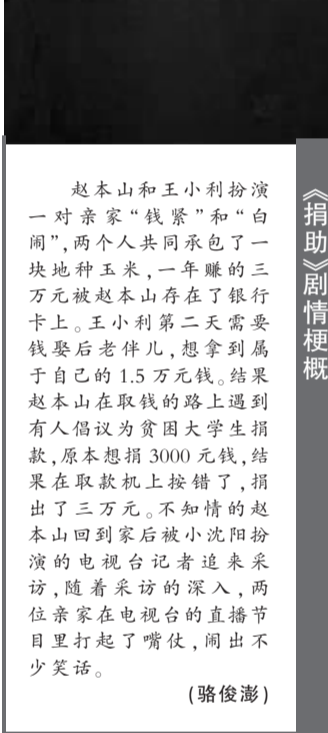 《捐助》剧情梗概
赵本山和王小利扮演
一对亲家“钱紧”和“白
闹”，两个人共同承包了一
块地种玉米，一年赚的三
万元被赵本山存在了银行
卡上。王小利第二天需要
钱娶后老伴儿，想拿到属
于自己的 1.5 万元钱。结果
赵本山在取钱的路上遇到
有人倡议为贫困大学生捐
款，原本想捐 3000 元钱，结
果在取款机上按错了，捐
出了三万元。不知情的赵
本山回到家后被小沈阳扮
演的电视台记者追来采
访，随着采访的深入，两
位亲家在电视台的直播节
目里打起了嘴仗，闹出不
少笑话。
(骆俊澎)